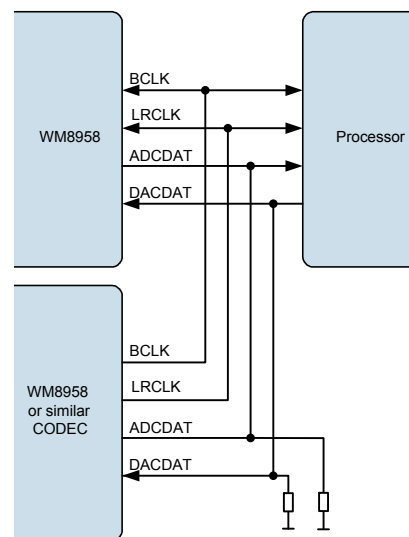 BCLK
LRCLK
WM8958
Processor
ADCDAT
DACDAT
BCLK
LRCLK
WM8958
or similar
CODEC
ADCDAT
DACDAT